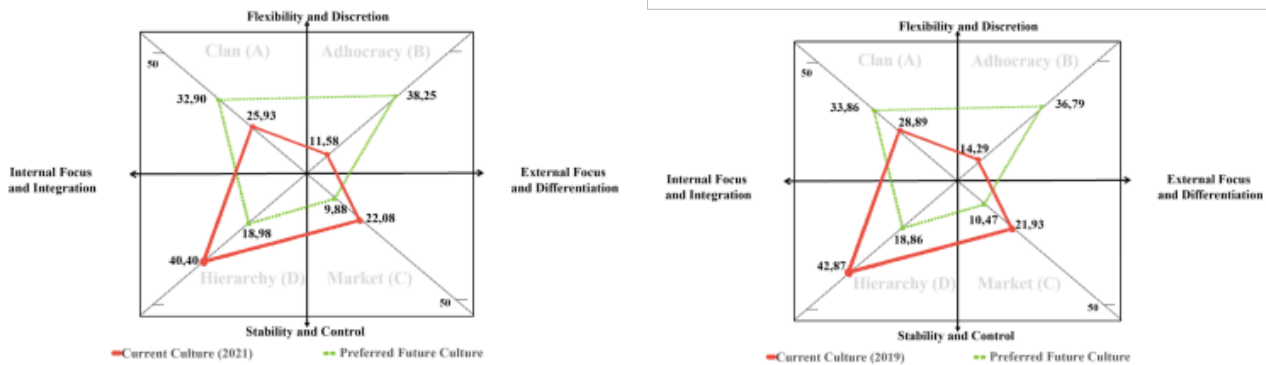 Flexibility and Discretion
Clan (A)
Adhocracy (B)
50
32,90
38,25
25,93
11,58
Internal Focus
and Integration
External Focus
and Differentiation
9,88
22,08
18,98
40,40
Hierarchy (D)
Market (C)
50
Stability and Control
Current Culture (2021)
Preferred Future Culture
Flexibility and Discretion
Clan (A)
Adhocracy (B)
50
33,86
36,79
28,89
14,29
Internal Focus
and Integration
External Focus
and Differentiation
10,47
21,93
18,86
42,87
Hierarchy (D)
Market (C)
50
Stability and Control
Current Culture (2019)
Preferred Future Culture